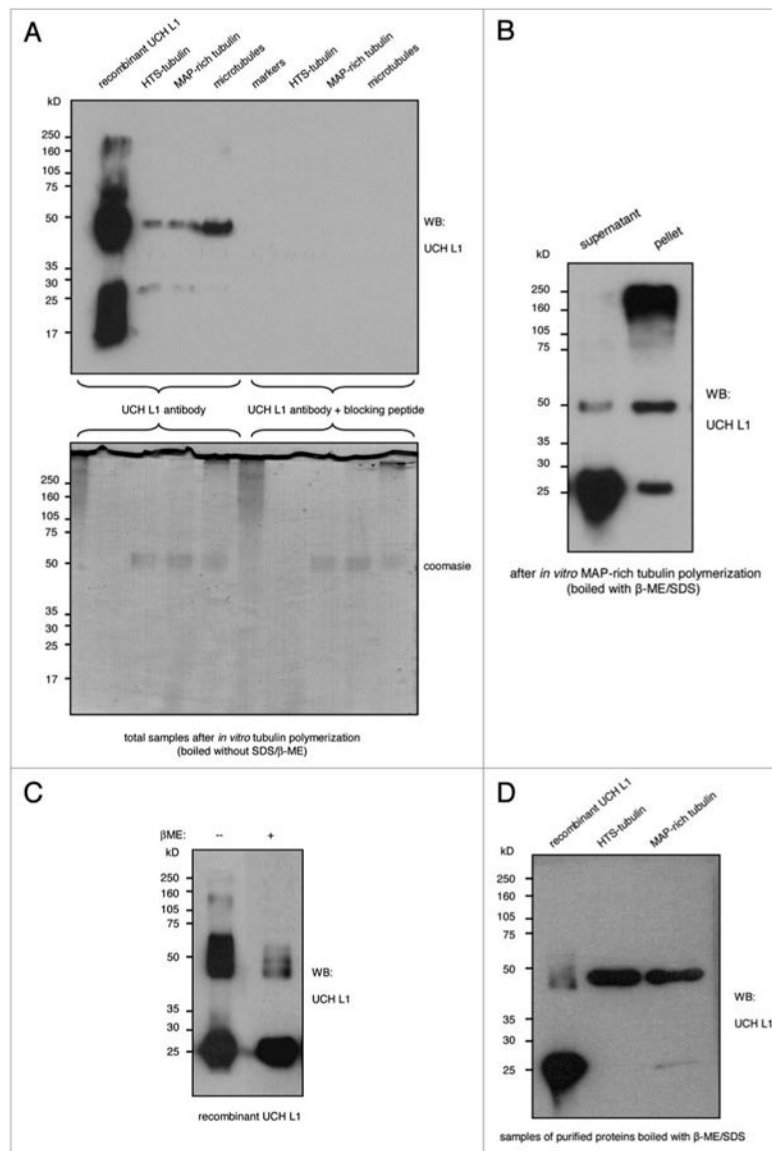 A
recombinant UCH L1
HTS-tubulin
MAP-rich tubulin
microtubules
markers
HTS-tubulin
MAP-rich tubulin
microtubules
kD
250
160
105
75
50
35
30
25
17
WB:
UCH L1
UCH L1 antibody
UCH L1 antibody + blocking peptide
250
160
105
75
50
35
30
25
17
coomasie
total samples after in vitro tubulin polymerization
(boiled without SDS/β-ME)
B
supernatant
pellet
kD
250
160
105
75
50
35
30
25
WB:
UCH L1
after in vitro MAP-rich tubulin polymerization
(boiled with β-ME/SDS)
C
βME: -- +
kD
250
160
105
75
50
35
30
25
WB:
UCH L1
recombinant UCH L1
D
recombinant UCH L1
HTS-tubulin
MAP-rich tubulin
kD
250
160
105
75
50
35
30
25
WB:
UCH L1
samples of purified proteins boiled with β-ME/SDS